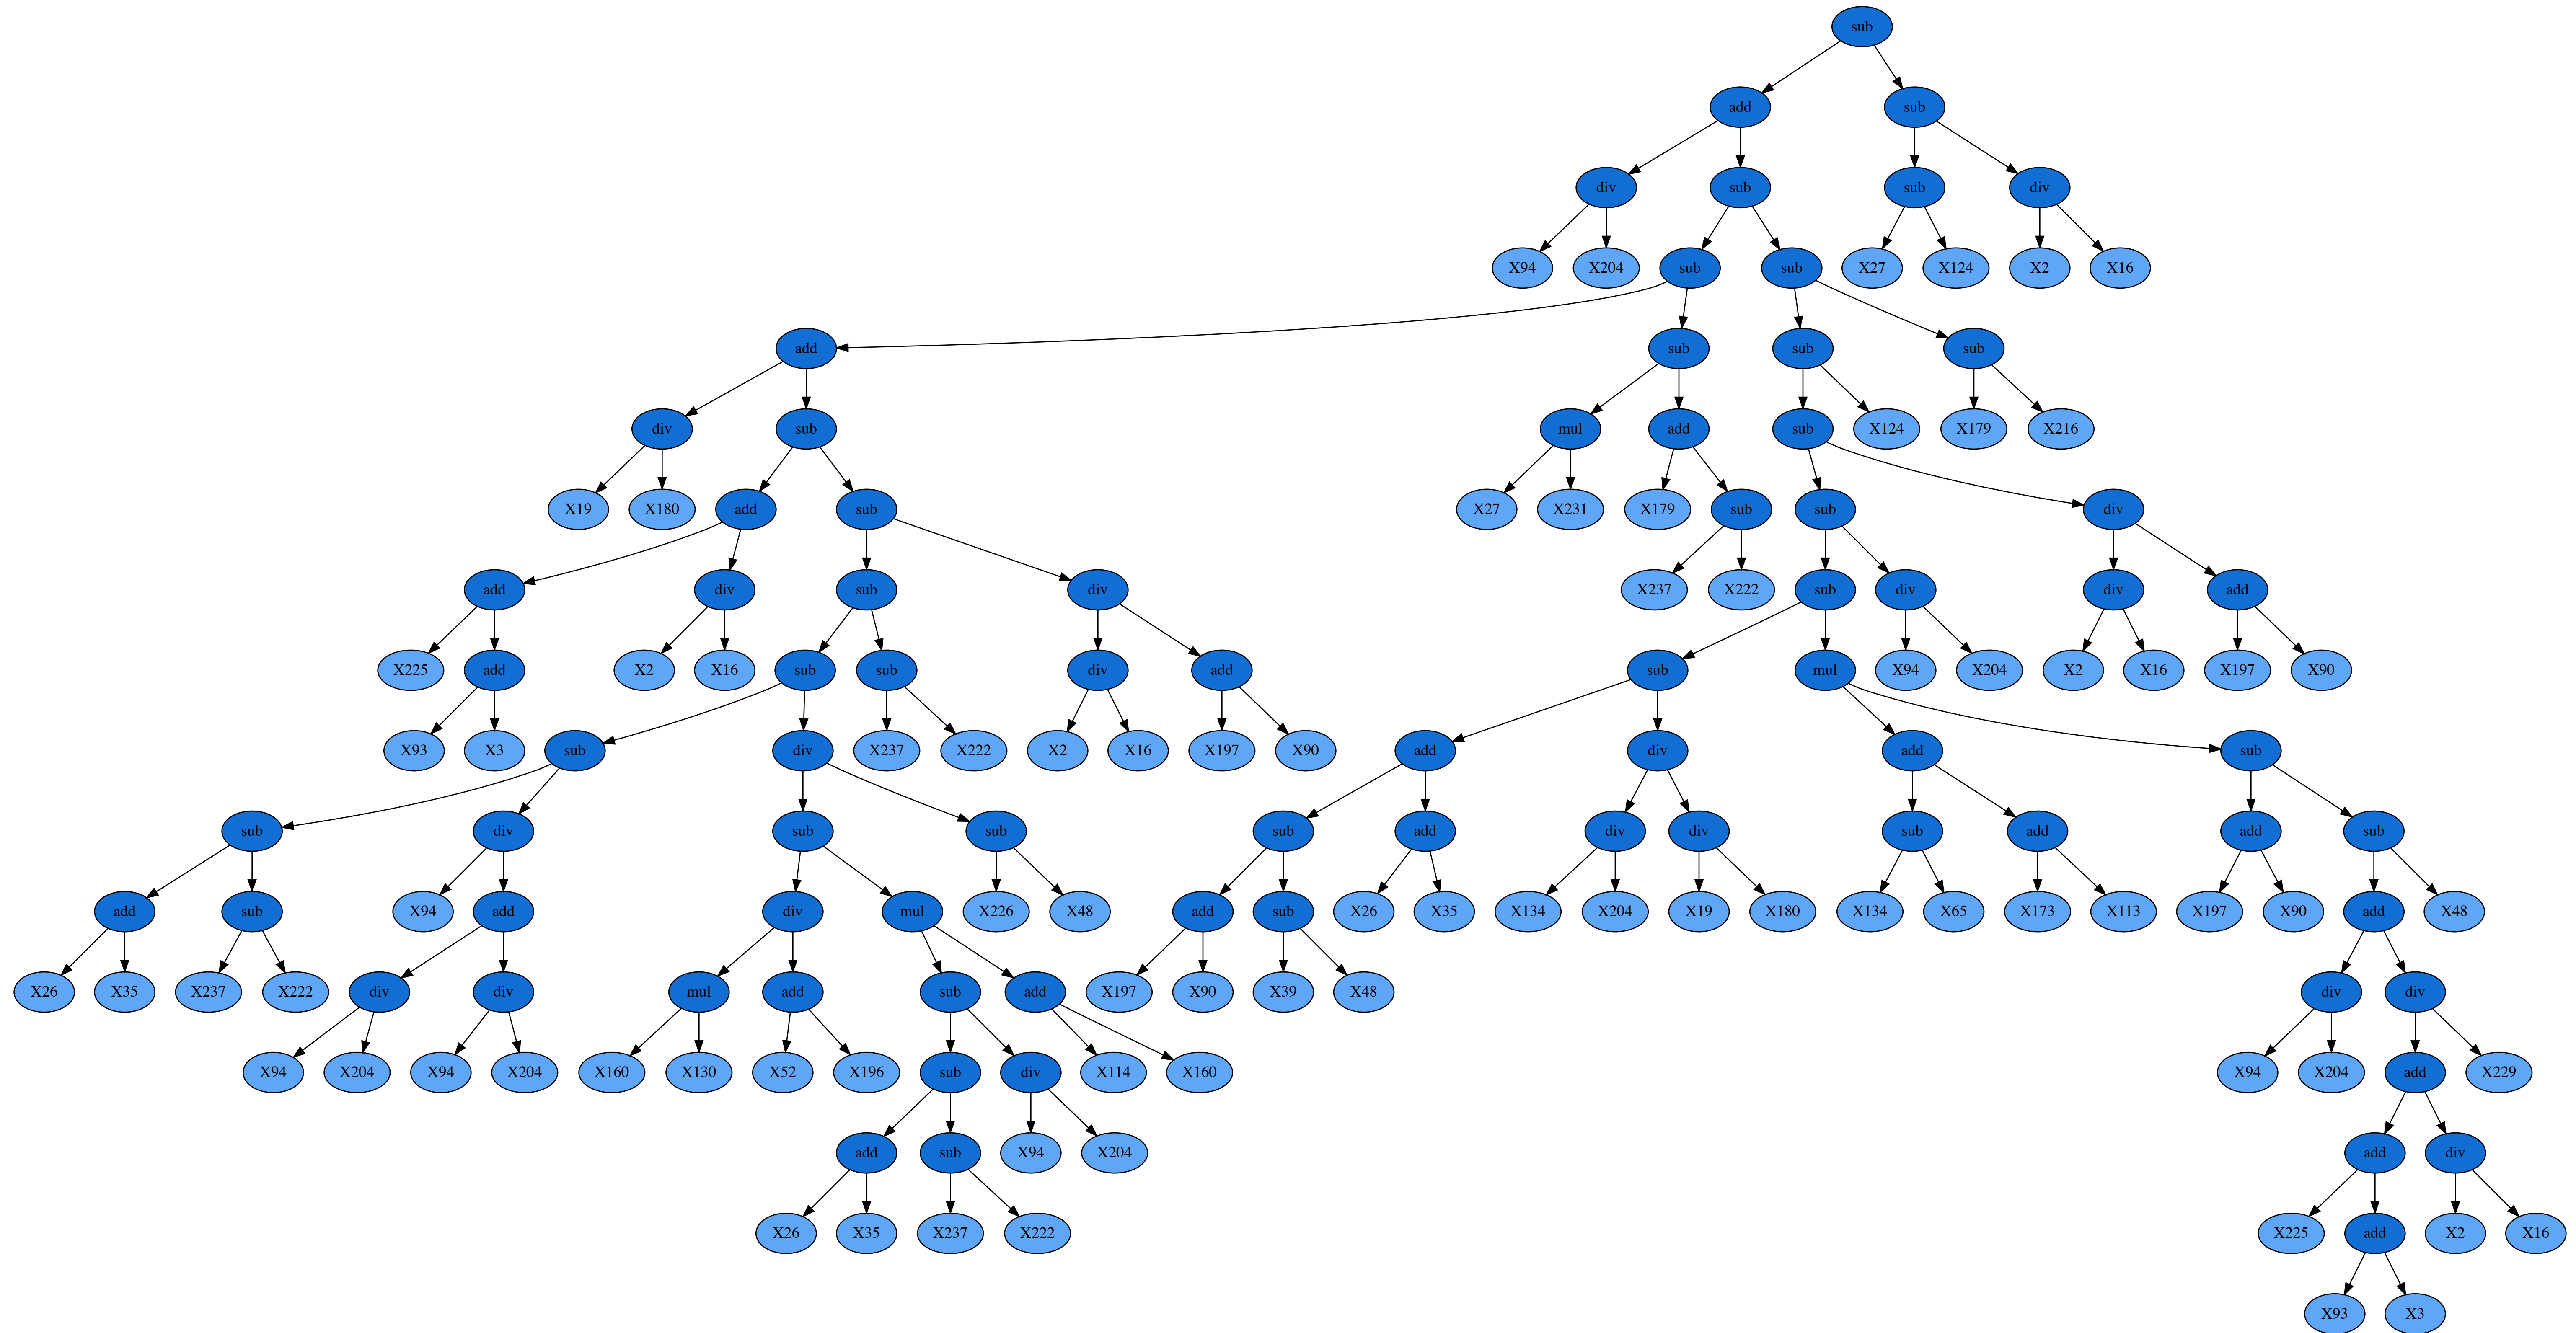 sub
add sub
div sub sub div
X94 X204 sub sub X27 X124 X2 X16
add sub sub sub
div sub mul add sub X124 X179 X216
X19 X180 add sub X27 X231 X179 sub sub div
add div sub div X237 X222 sub div div add
X225 add X2 X16 sub sub div add sub mul X94 X204 X2 X16 X197 X90
X93 X3 sub div X237 X222 X2 X16 X197 X90 add div add sub
sub div sub sub sub add div div sub add add sub
add sub X94 add div mul X226 X48 add sub X26 X35 X134 X204 X19 X180 X134 X65 X173 X113 X197 X90 add X48
X26 X35 X237 X222 div div mul add sub add X197 X90 X39 X48 div div
X94 X204 X94 X204 X160 X130 X52 X196 sub div X114 X160 X94 X204 add X229
add sub X94 X204 add div
X26 X35 X237 X222 X225 add X2 X16
X93 X3